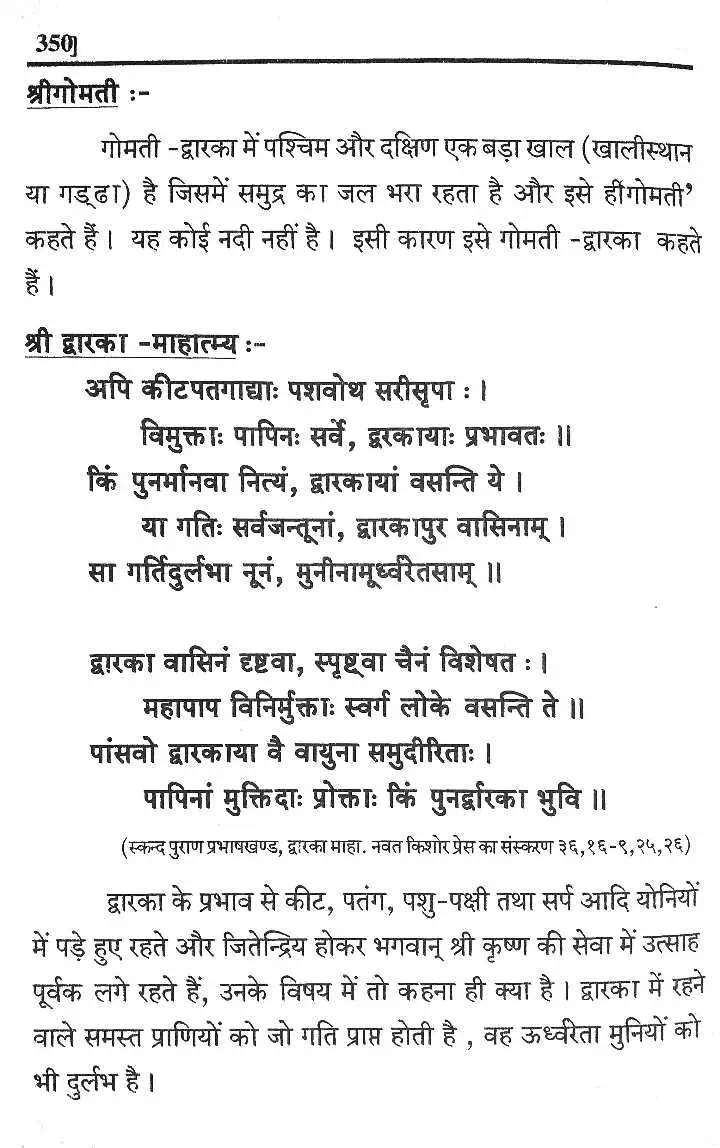 350]
श्रीगोमती :-
गोमती -द्वारका में पश्चिम और दक्षिण एक बड़ा खाल (खालीस्थान
या गड्ढा) है जिसमें समुद्र का जल भरा रहता है और इसे हींगोमती’
कहते हैं। यह कोई नदी नहीं है। इसी कारण इसे गोमती -द्वारका कहते
हैं।
श्री द्वारका -माहात्म्य :-
अपि कीटपतगाद्याः पशवोथ सरीसृपा ः।
विमुक्ताः पापिनः सर्वे, द्वरकायाः प्रभावतः ॥
किं पुनर्मानवा नित्यं, द्वारकायां वसन्ति ये।
या गतिः सर्वजन्तूनां, द्वारकापुर वासिनाम्।
सा गर्तिदुर्लभा नूनं, मुनीनामूर्ध्वरेतसाम् ॥
द्वारका वासिनं दृष्टवा, स्पृष्ट्वा चैनं विशेषत ः।
महापाप विनिर्मुक्ताः स्वर्ग लोके वसन्ति ते ॥
पांसवो द्वारकाया वै वायुना समुदीरिताः।
पापिनां मुक्तिदाः प्रोक्ताः किं पुनर्द्वारका भुवि ॥
(स्कन्द पुराण प्रभाषखण्ड, द्वारका माहा. नवत किशोर प्रेस का संस्करण ३६,१६-९,२५,२६)
द्वारका के प्रभाव से कीट, पतंग, पशु-पक्षी तथा सर्प आदि योनियों
में पड़े हुए रहते और जितेन्द्रिय होकर भगवान् श्री कृष्ण की सेवा में उत्साह
पूर्वक लगे रहते हैं, उनके विषय में तो कहना ही क्या है। द्वारका में रहने
वाले समस्त प्राणियों को जो गति प्राप्त होती है , वह ऊर्ध्वरेता मुनियों को
भी दुर्लभ है।